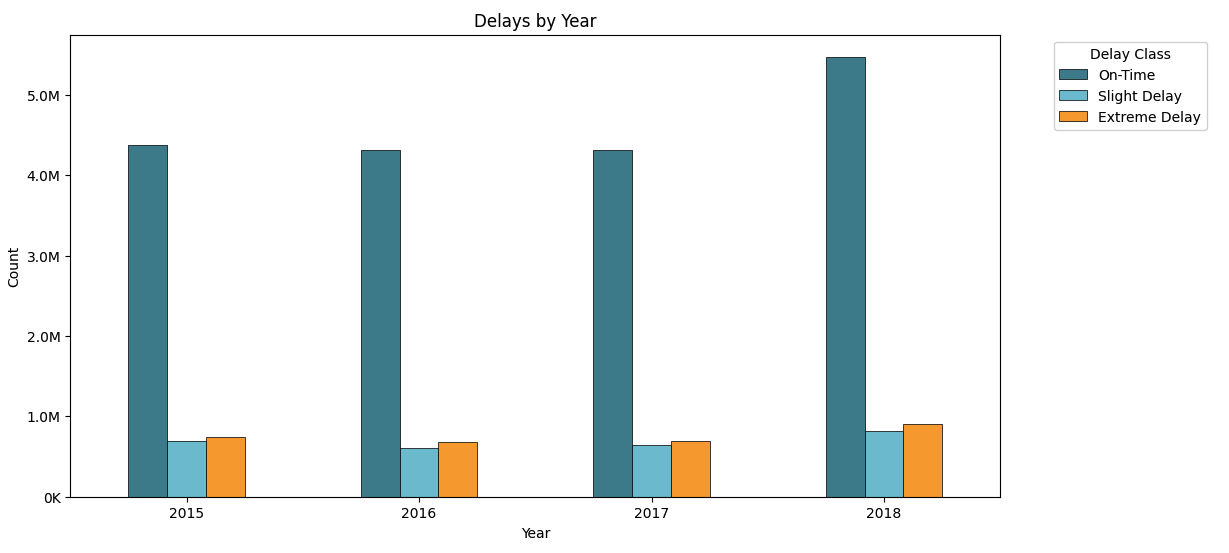 Delays by Year
Delay Class
On-Time
Slight Delay
Extreme Delay
Count
5.0M
4.0M
3.0M
2.0M
1.0M
0K
2015 2016 2017 2018
Year